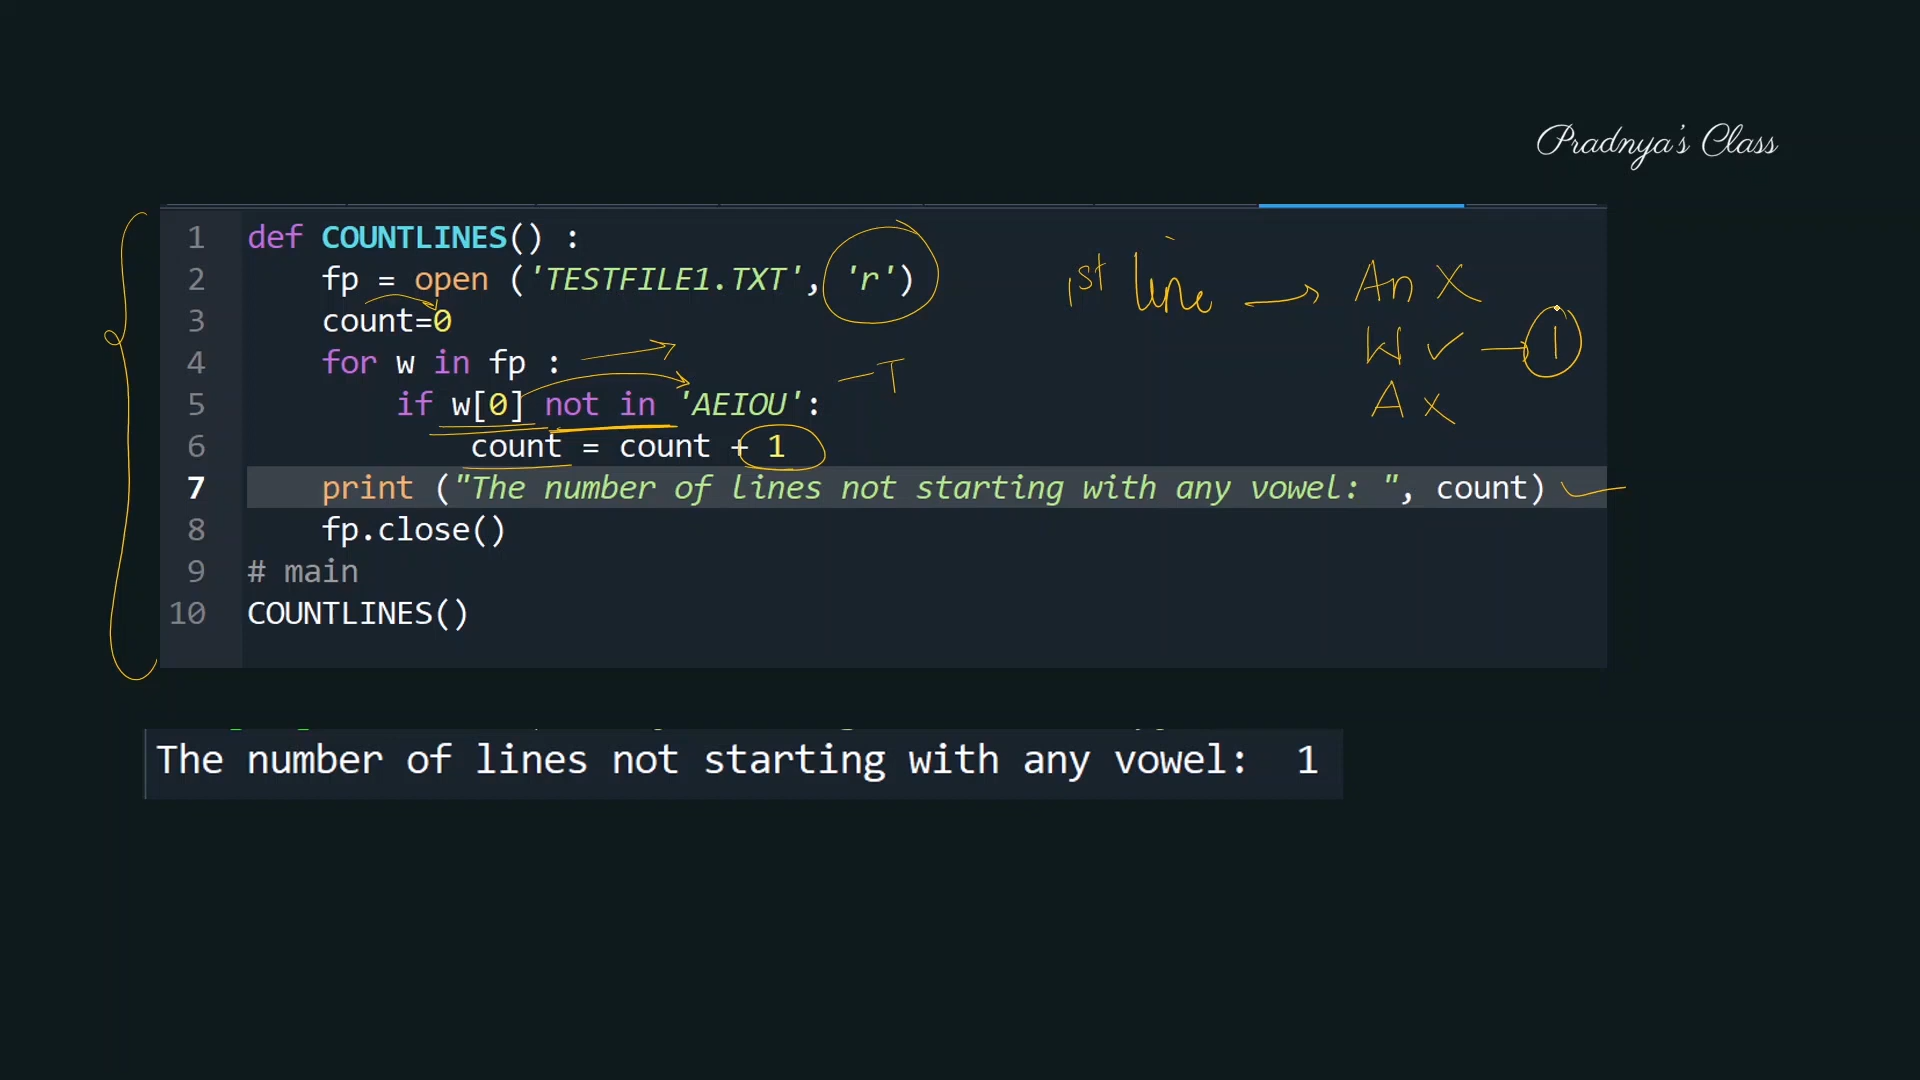 Pradnya's Class
1 def COUNTLINES() :
2 fp = open ('TESTFILE1.TXT', 'r')
3 count=0
4 for w in fp :
5 if w[0] not in 'AEIOU':
6 count = count + 1
7 print ("The number of lines not starting with any vowel: ", count)
8 fp.close()
9 # main
10 COUNTLINES()
1st line → An X
W ✓ — 1
A x
— T
The number of lines not starting with any vowel: 1